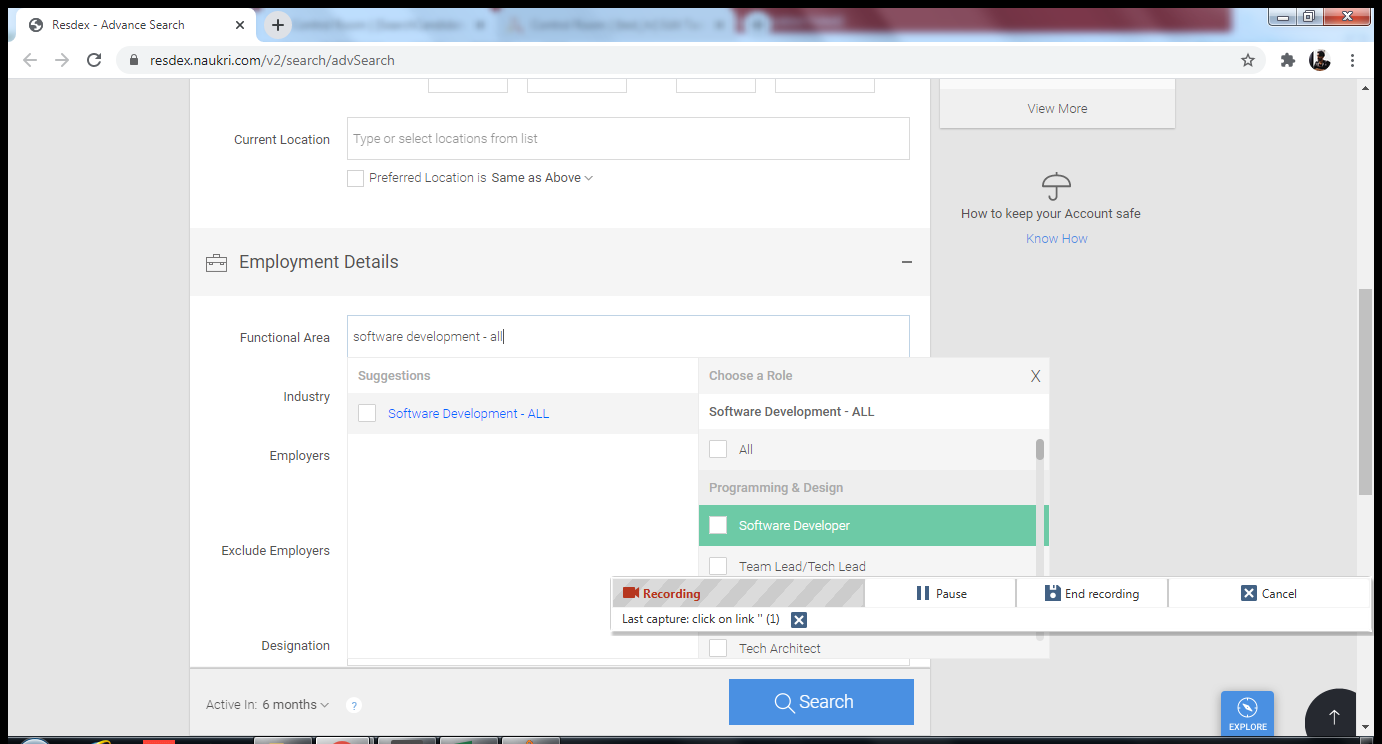 Resdex - Advance Search
resdex.naukri.com/v2/search/advSearch
View More
Current Location
Type or select locations from list
Preferred Location is Same as Above
How to keep your Account safe
Know How
Employment Details
Functional Area
software development - all
Suggestions
Choose a Role
X
Industry
Software Development - ALL
Software Development - ALL
All
Employers
Programming & Design
Software Developer
Exclude Employers
Team Lead/Tech Lead
Recording
Pause
End recording
Cancel
Last capture: click on link '' (1)
Designation
Tech Architect
Active In: 6 months
?
Search
EXPLORE